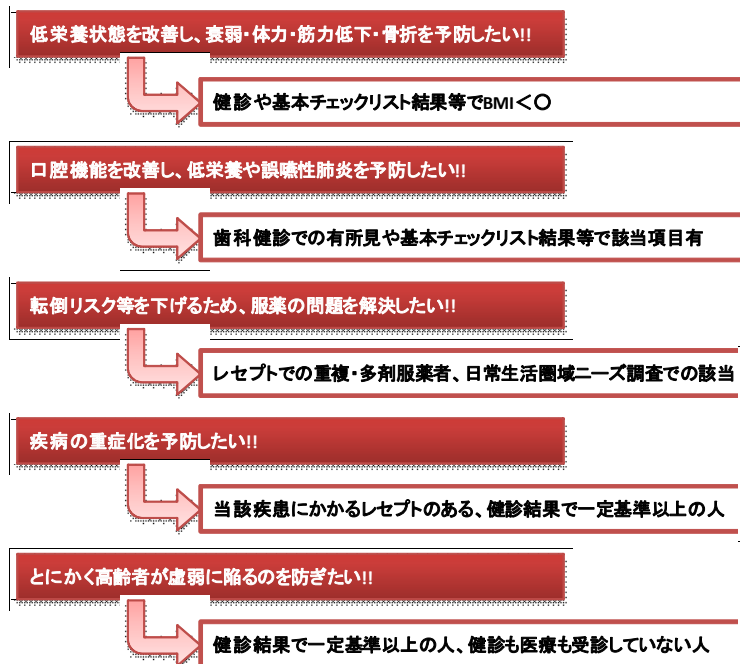 低栄養状態を改善し、衰弱・体力・筋力低下・骨折を予防したい!!
健診や基本チェックリスト結果等でBMI＜〇
口腔機能を改善し、低栄養や誤嚥性肺炎を予防したい!!
歯科健診での有所見や基本チェックリスト結果等で該当項目有
転倒リスク等を下げるため、服薬の問題を解決したい!!
レセプトでの重複・多剤服薬者、日常生活圏域ニーズ調査での該当
疾病の重症化を予防したい!!
当該疾患にかかるレセプトのある、健診結果で一定基準以上の人
とにかく高齢者が虚弱に陥るのを防ぎたい!!
健診結果で一定基準以上の人、健診も医療も受診していない人